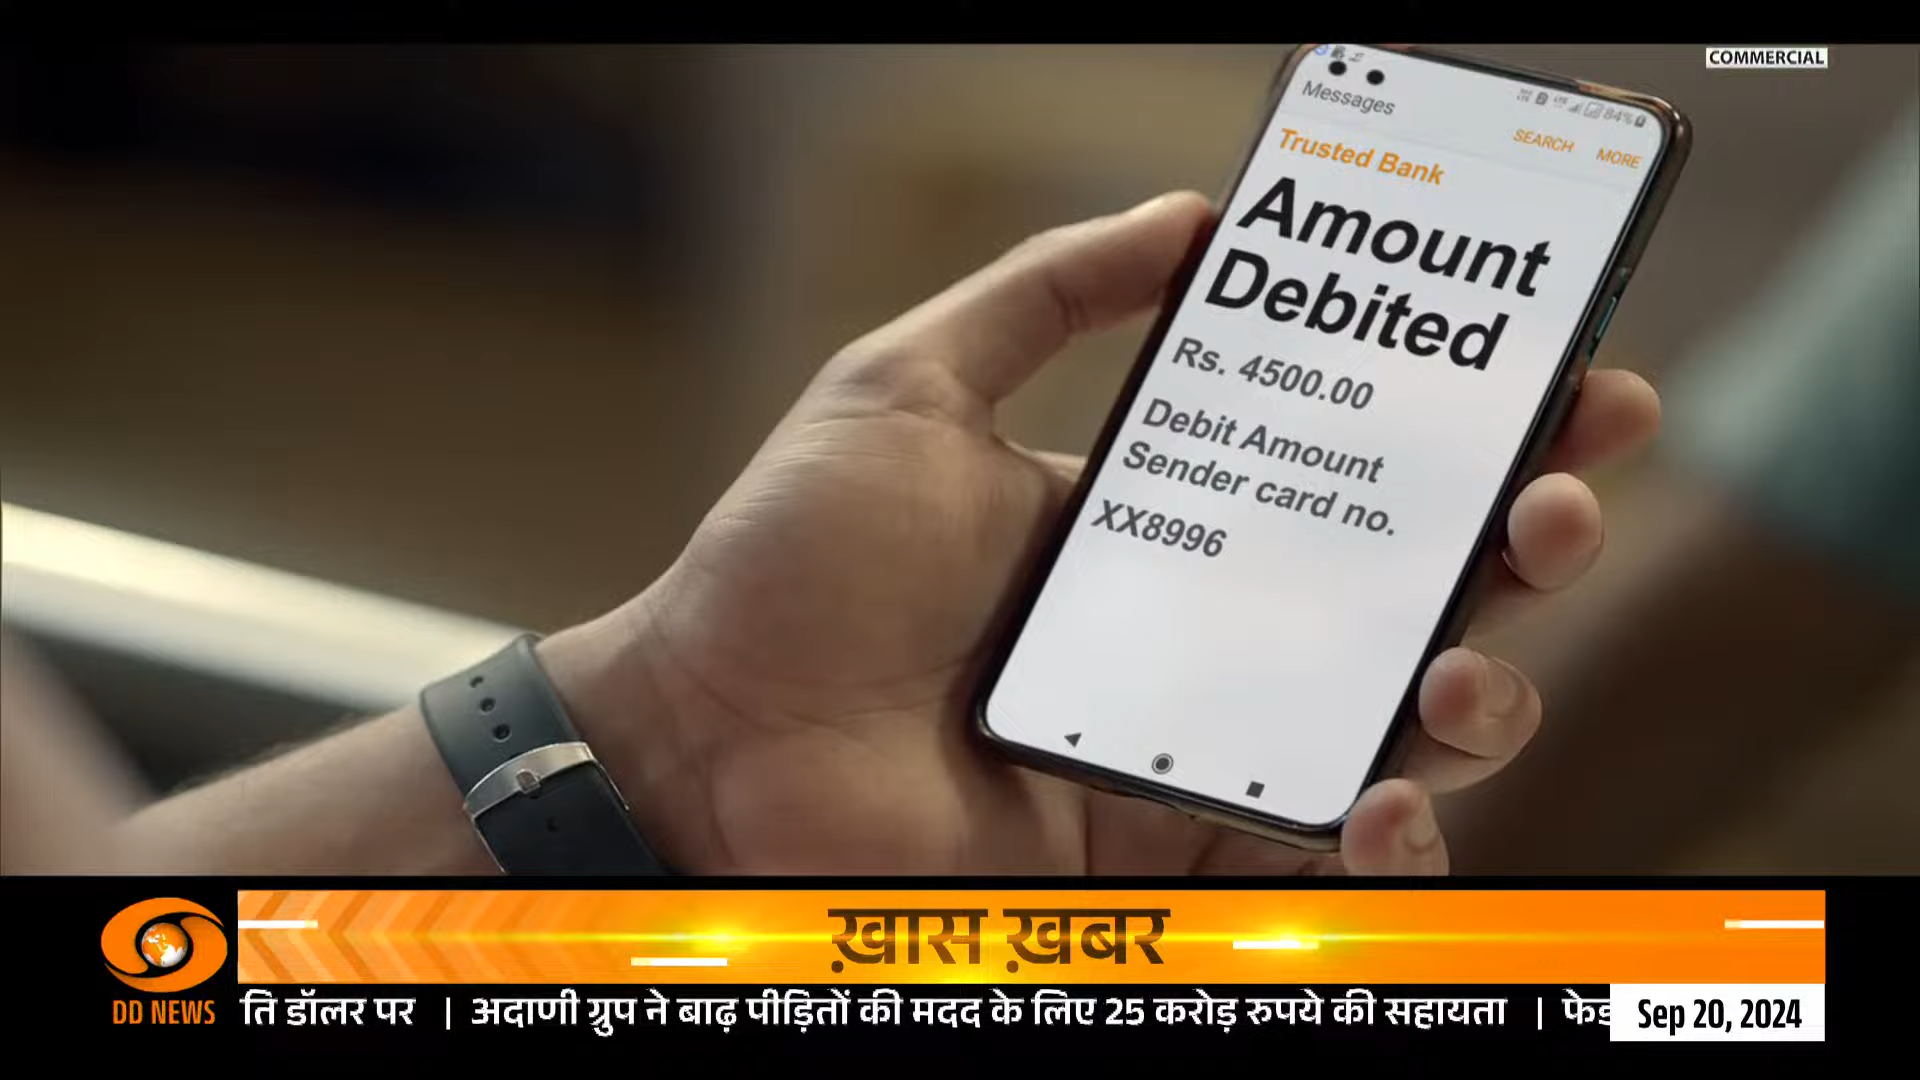 COMMERCIAL
Messages
84%
SEARCH MORE
Trusted Bank
Amount
Debited
Rs. 4500.00
Debit Amount
Sender card no.
XX8996
ख़ास ख़बर
DD NEWS
ति डॉलर पर | अदाणी ग्रुप ने बाढ़ पीड़ितों की मदद के लिए 25 करोड़ रुपये की सहायता |
Sep 20, 2024